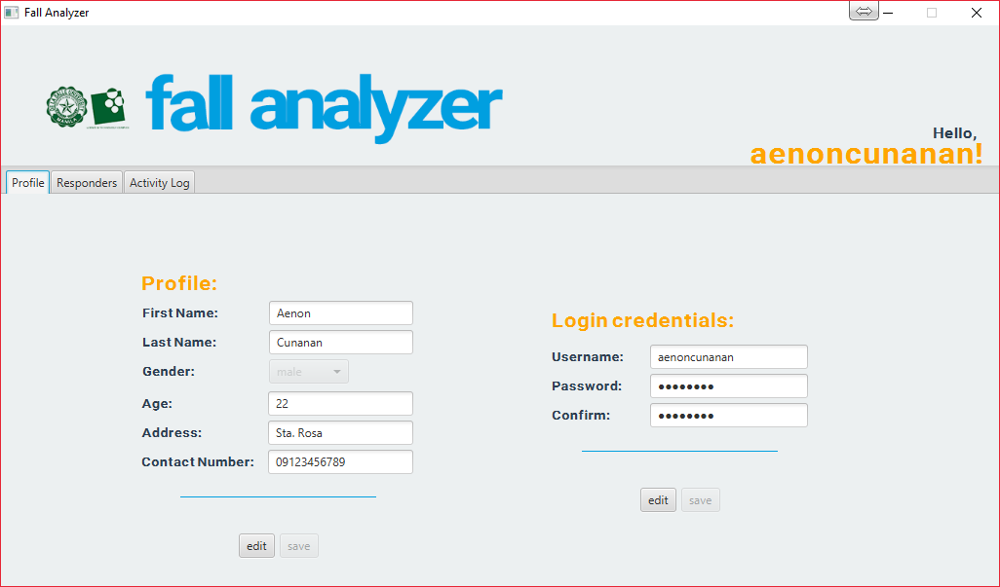 Fall Analyzer
fall analyzer
Hello,
aenoncunanan!
Profile
Responders
Activity Log
Profile:
First Name: Aenon
Last Name: Cunanan
Gender: male
Age: 22
Address: Sta. Rosa
Contact Number: 09123456789
edit save
Login credentials:
Username: aenoncunanan
Password: ●●●●●●●●
Confirm: ●●●●●●●●
edit save